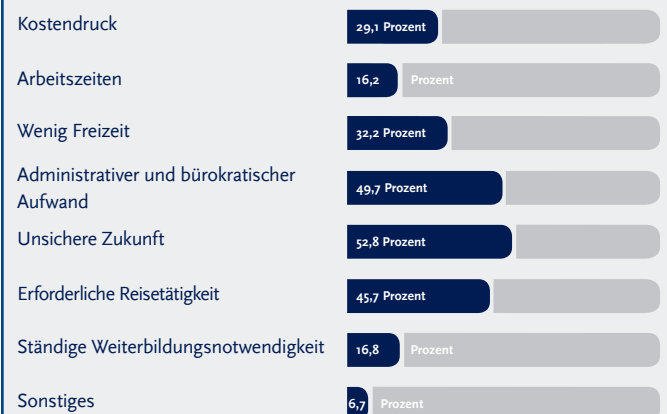 Kostendruck 29,1 Prozent
Arbeitszeiten 16,2 Prozent
Wenig Freizeit 32,2 Prozent
Administrativer und bürokratischer
Aufwand 49,7 Prozent
Unsichere Zukunft 52,8 Prozent
Erforderliche Reisetätigkeit 45,7 Prozent
Ständige Weiterbildungsnotwendigkeit 16,8 Prozent
Sonstiges 6,7 Prozent